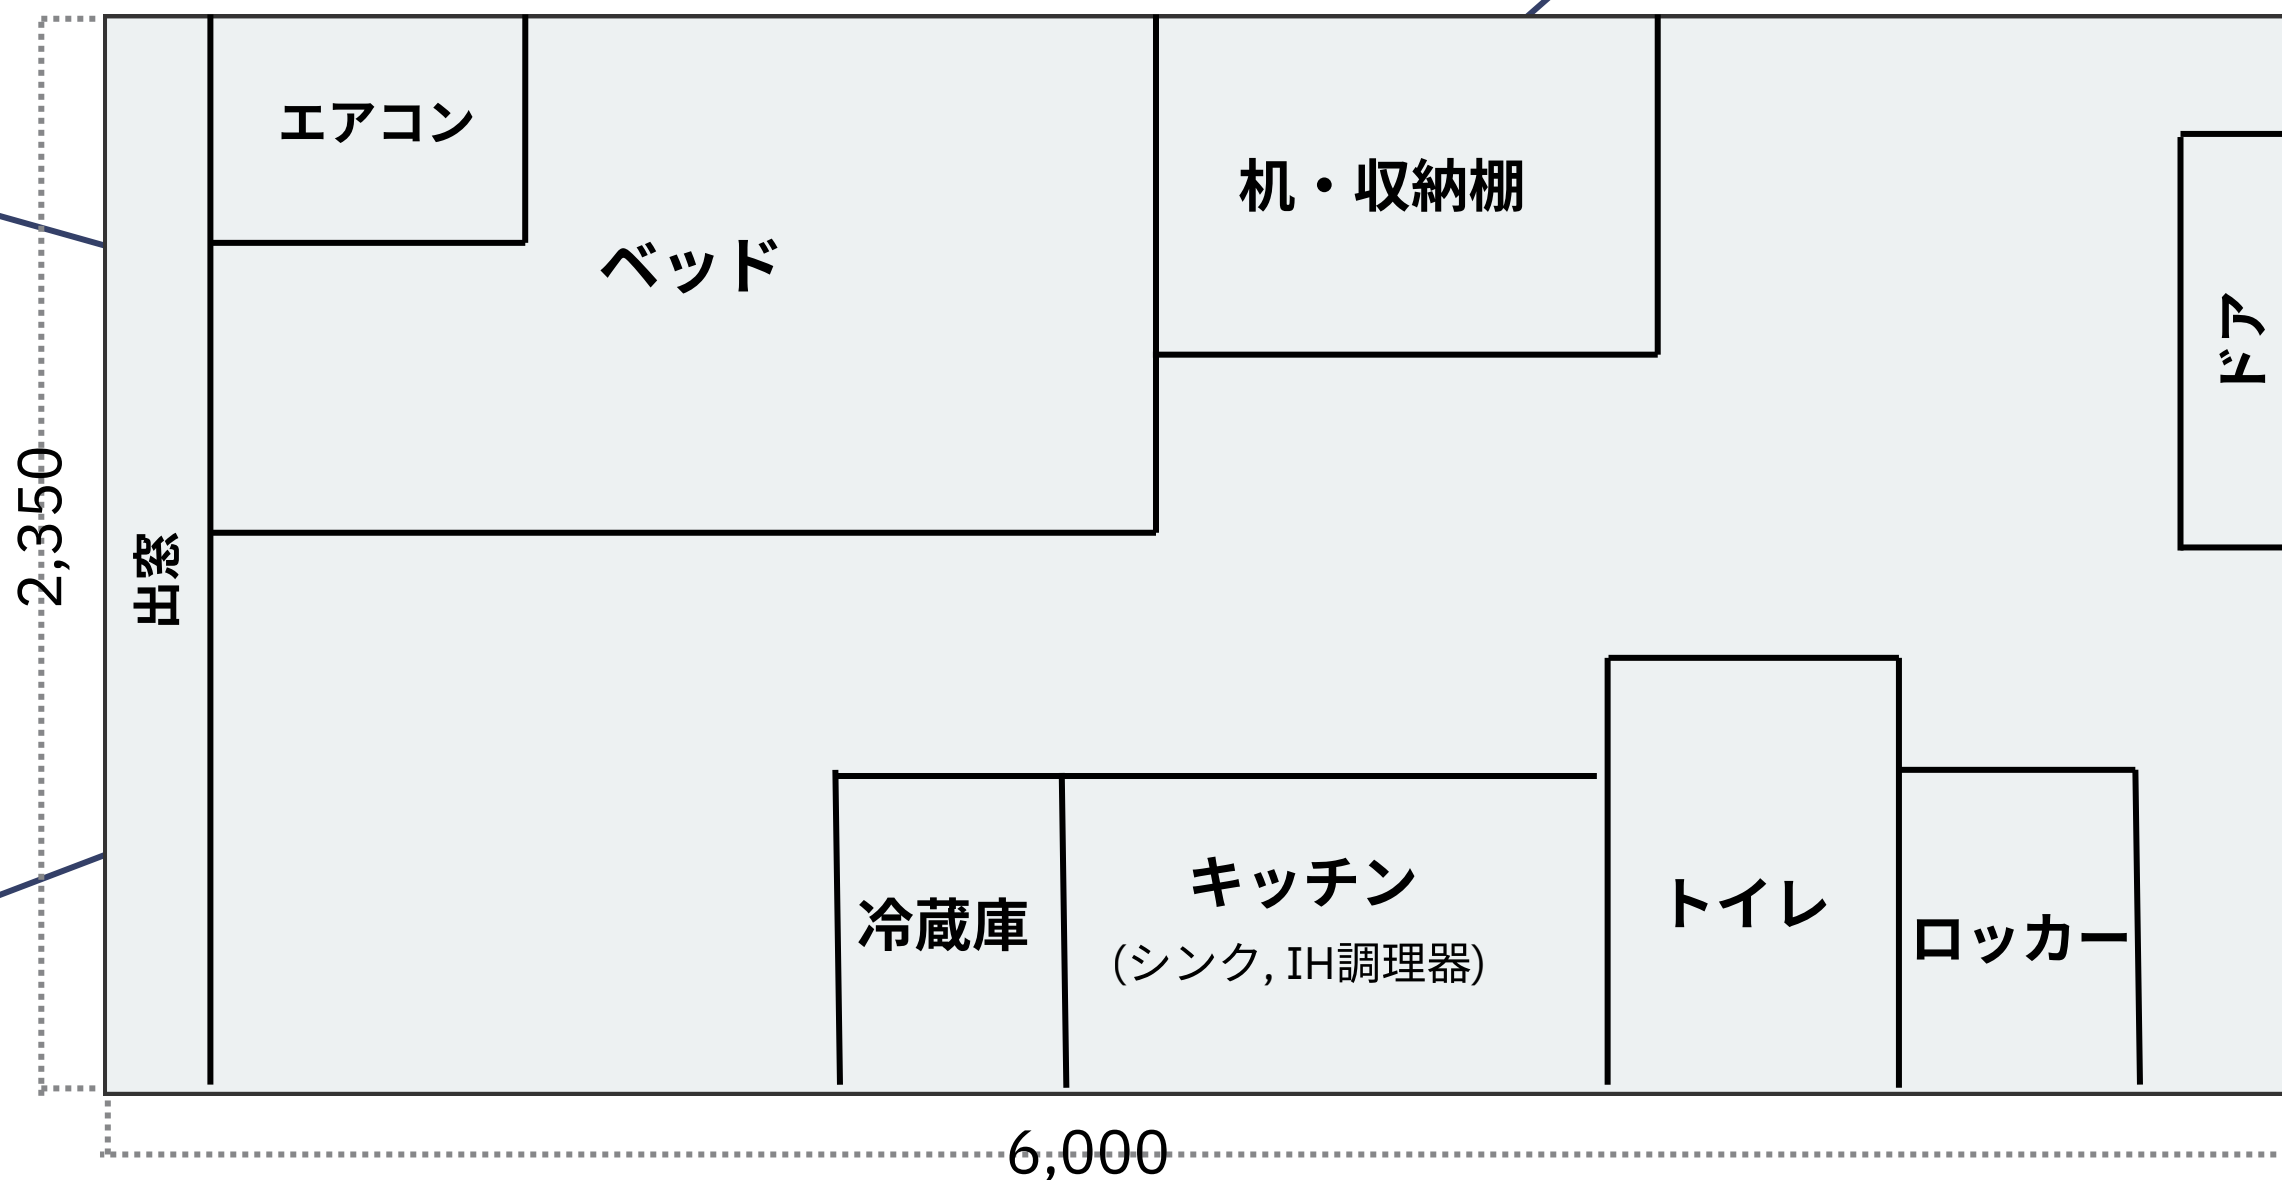 エアコン
ベッド
机・収納棚
ドア
2,350
出窓
冷蔵庫
キッチン
(シンク, IH調理器)
トイレ
ロッカー
6,000